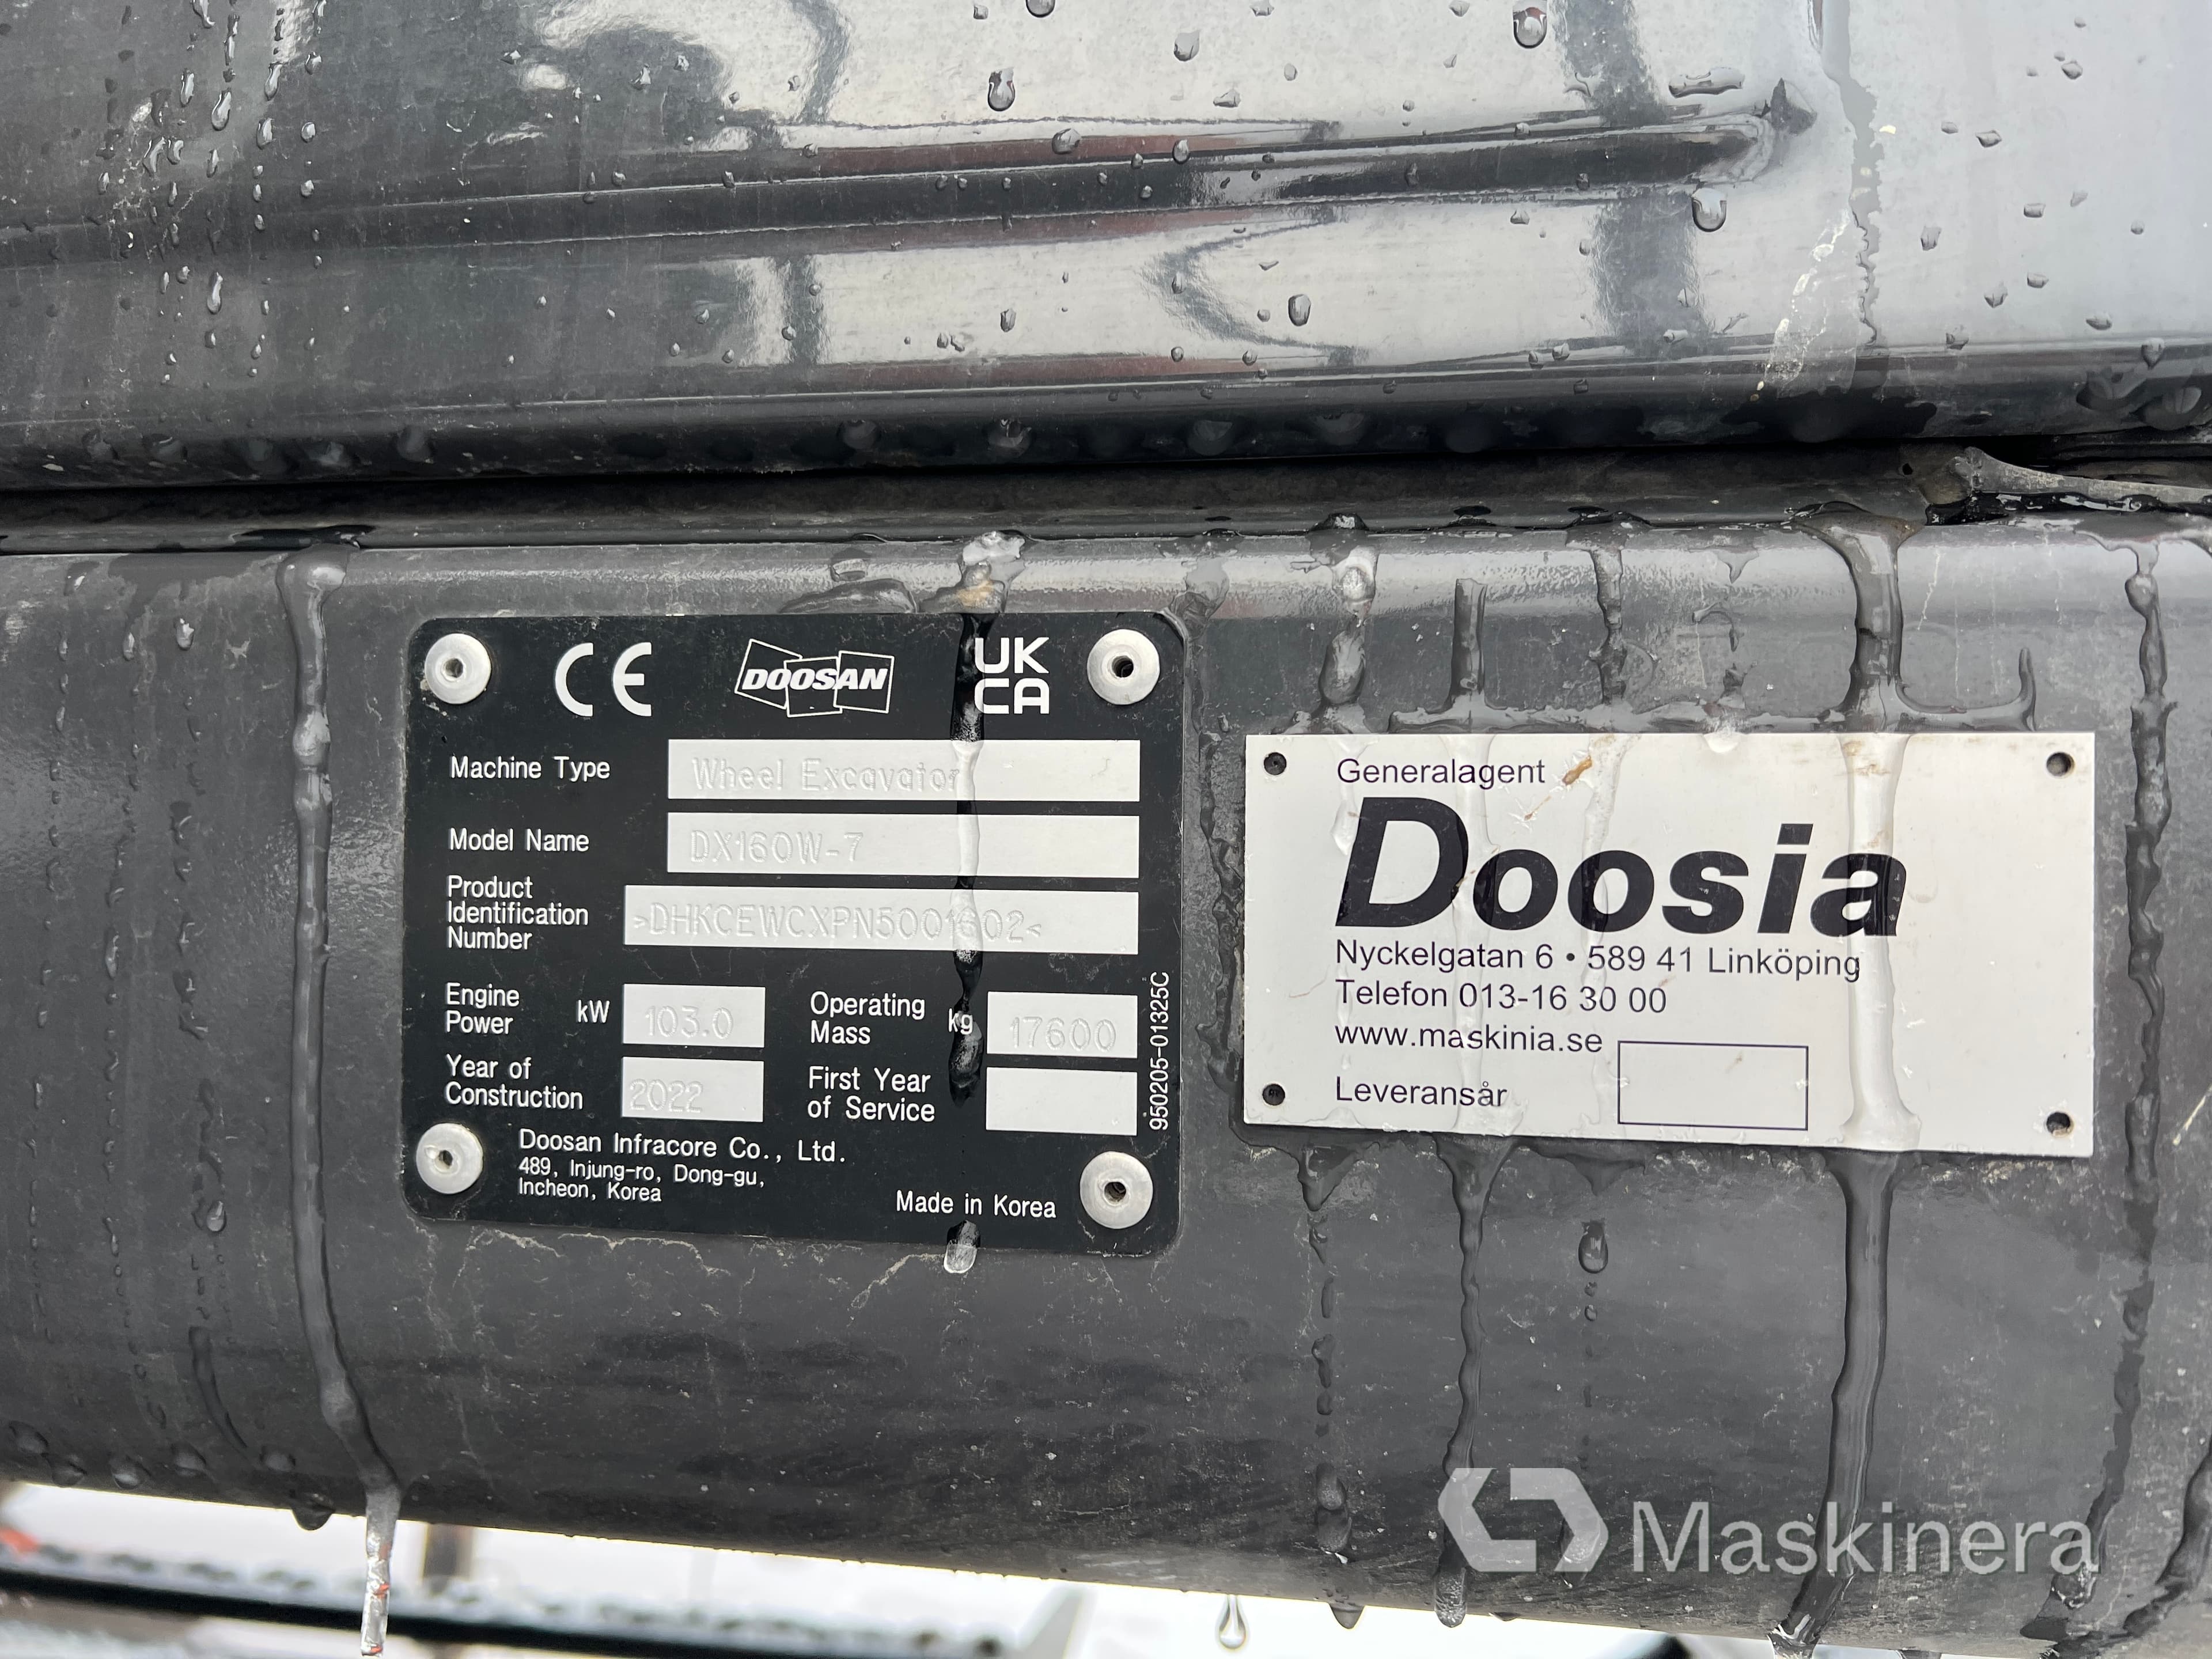 CE DOOSAN UK
CA
Machine Type Wheel Excavator
Model Name DX160W-7
Product
Identification
Number >DHKCEWCXPN5001602<
Engine
Power kW 103.0 Operating
Mass kg 17600
Year of
Construction 2022 First Year
of Service
950205-01325C
Doosan Infracore Co., Ltd.
489, Injung-ro, Dong-gu,
Incheon, Korea
Made in Korea
Generalagent
Doosia
Nyckelgatan 6 • 589 41 Linköping
Telefon 013-16 30 00
www.maskinia.se
Leveransår
Maskinera